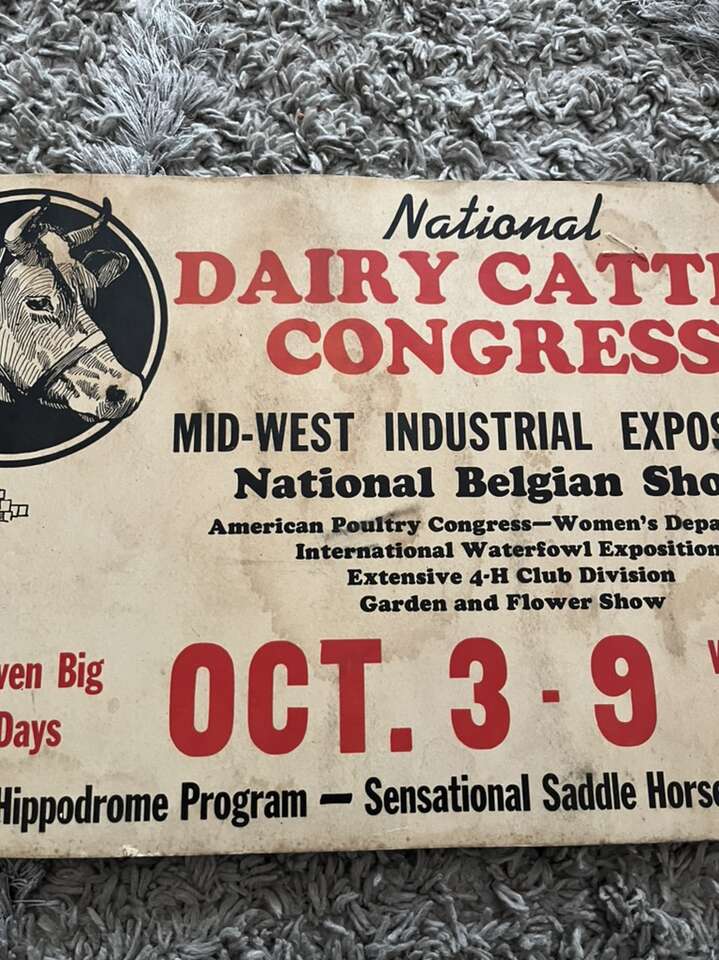 National
DAIRY CATT
CONGRESS
MID-WEST INDUSTRIAL EXPOS
National Belgian Sho
American Poultry Congress—Women's Depa
International Waterfowl Exposition
Extensive 4-H Club Division
Garden and Flower Show
ven Big
Days
OCT. 3 - 9
Hippodrome Program — Sensational Saddle Horse